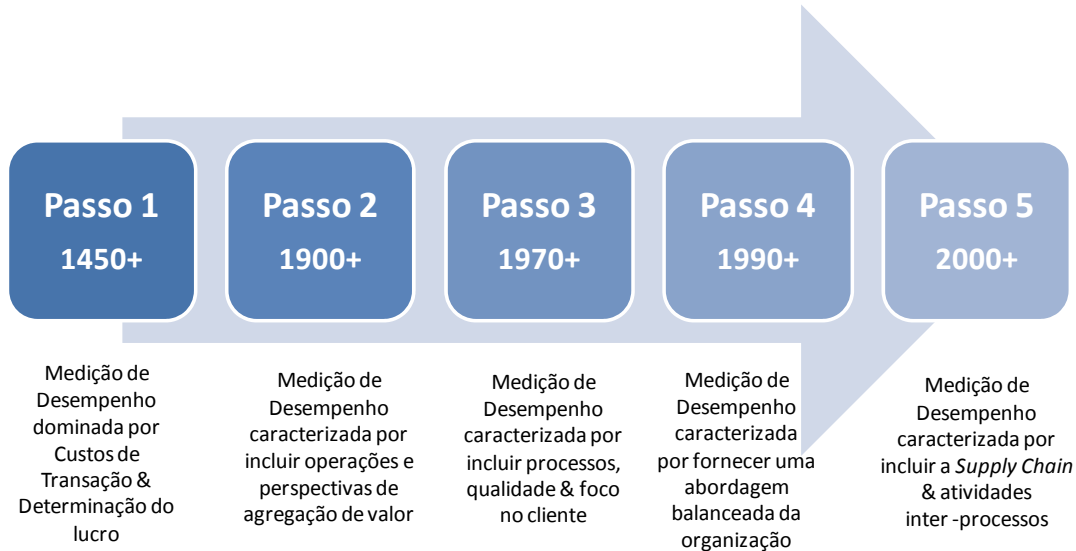 Passo 1
1450+
Passo 2
1900+
Passo 3
1970+
Passo 4
1990+
Passo 5
2000+
Medição de
Desempenho
dominada por
Custos de
Transação &
Determinação do
lucro
Medição de
Desempenho
caracterizada por
incluir operações e
perspectivas de
agregação de valor
Medição de
Desempenho
caracterizada por
incluir processos,
qualidade & foco
no cliente
Medição de
Desempenho
caracterizada
por fornecer uma
abordagem
balanceada da
organização
Medição de
Desempenho
caracterizada por
incluir a Supply Chain
& atividades
inter -processos